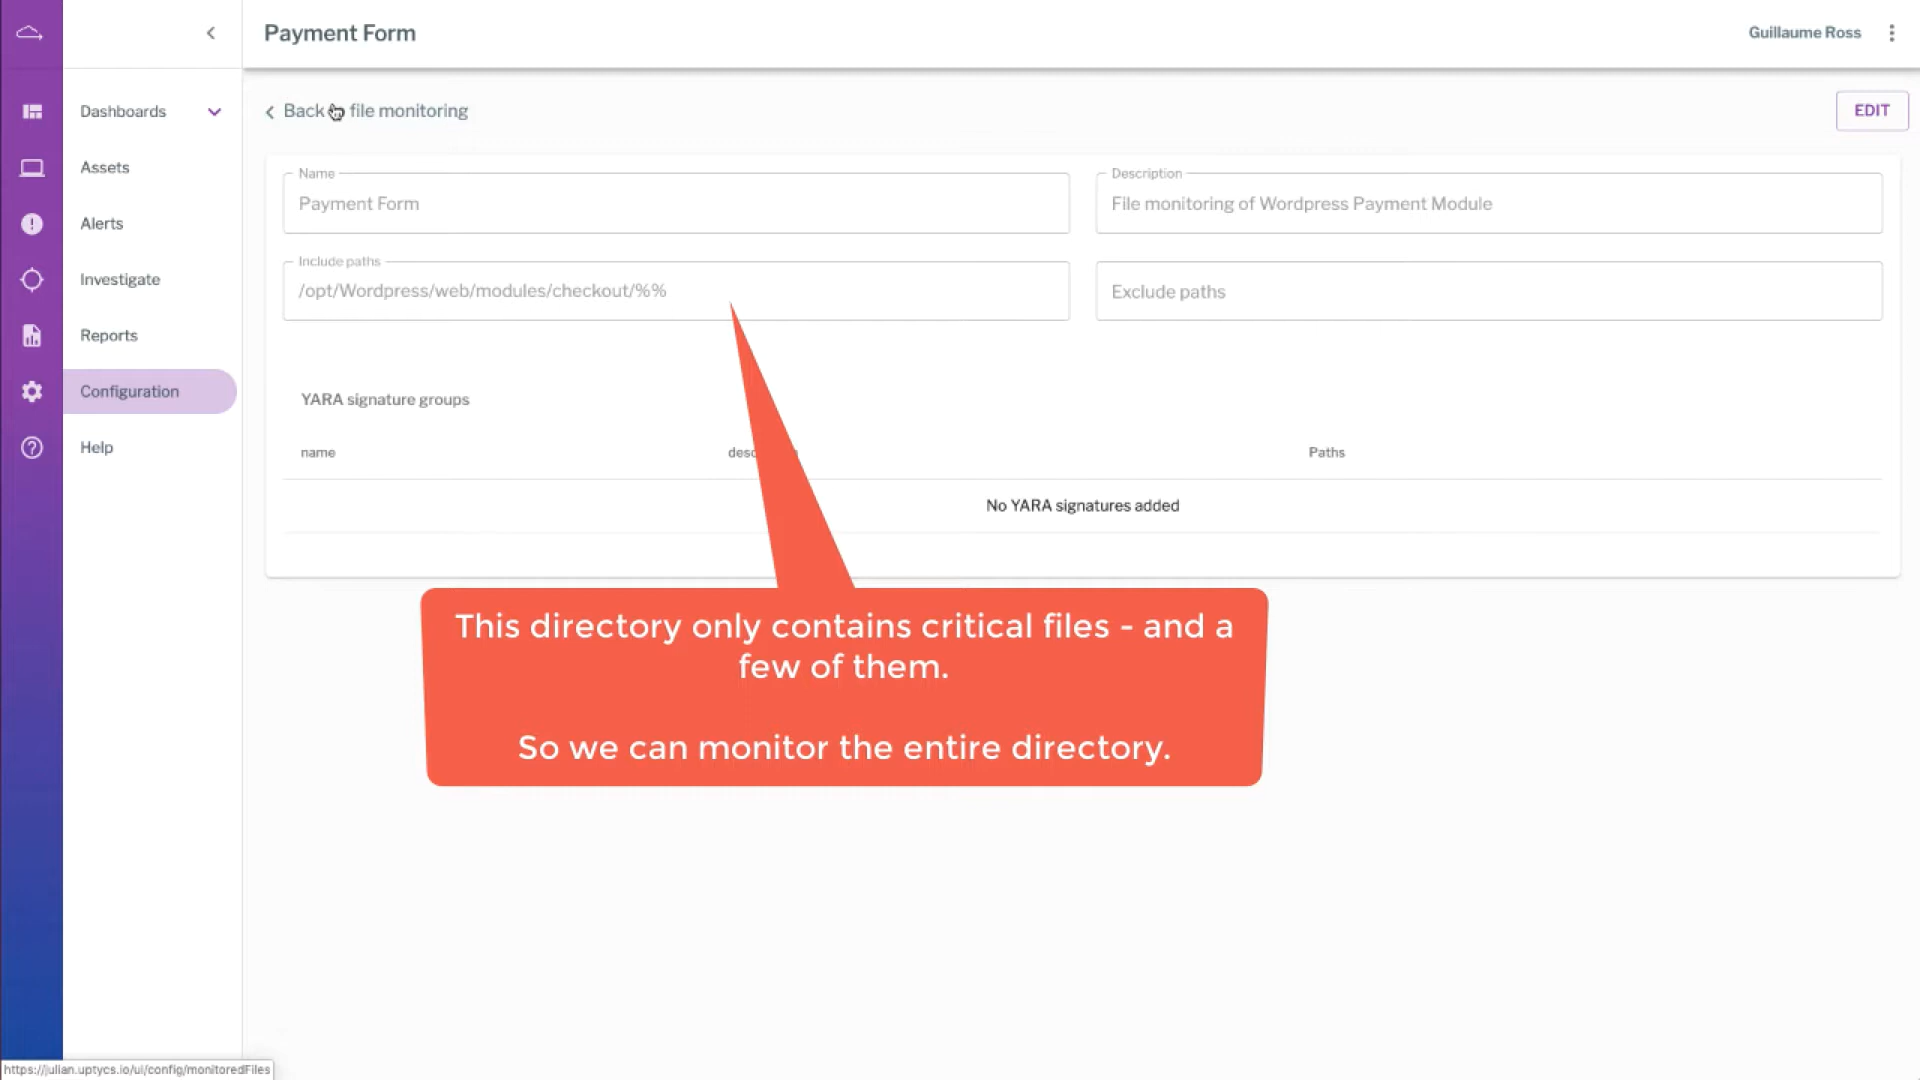 Payment Form
Guillaume Ross
Dashboards
Assets
Alerts
Investigate
Reports
Configuration
Help
Back file monitoring
EDIT
Name
Payment Form
Description
File monitoring of Wordpress Payment Module
Include paths
/opt/Wordpress/web/modules/checkout/%%
Exclude paths
YARA signature groups
name
Paths
No YARA signatures added
This directory only contains critical files - and a
few of them.
So we can monitor the entire directory.
https://julian.uptycs.io/ui/config/monitoredFiles